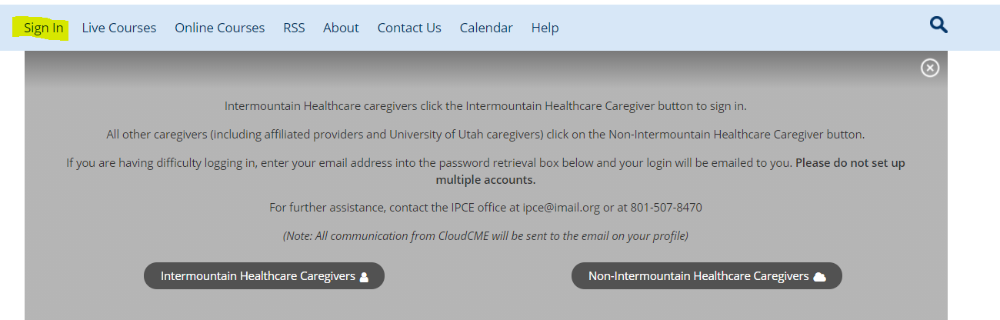 Sign In Live Courses Online Courses RSS About Contact Us Calendar Help
Intermountain Healthcare caregivers click the Intermountain Healthcare Caregiver button to sign in.
All other caregivers (including affiliated providers and University of Utah caregivers) click on the Non-Intermountain Healthcare Caregiver button.
If you are having difficulty logging in, enter your email address into the password retrieval box below and your login will be emailed to you. Please do not set up
multiple accounts.
For further assistance, contact the IPCE office at ipce@imail.org or at 801-507-8470
(Note: All communication from CloudCME will be sent to the email on your profile)
Intermountain Healthcare Caregivers Non-Intermountain Healthcare Caregivers